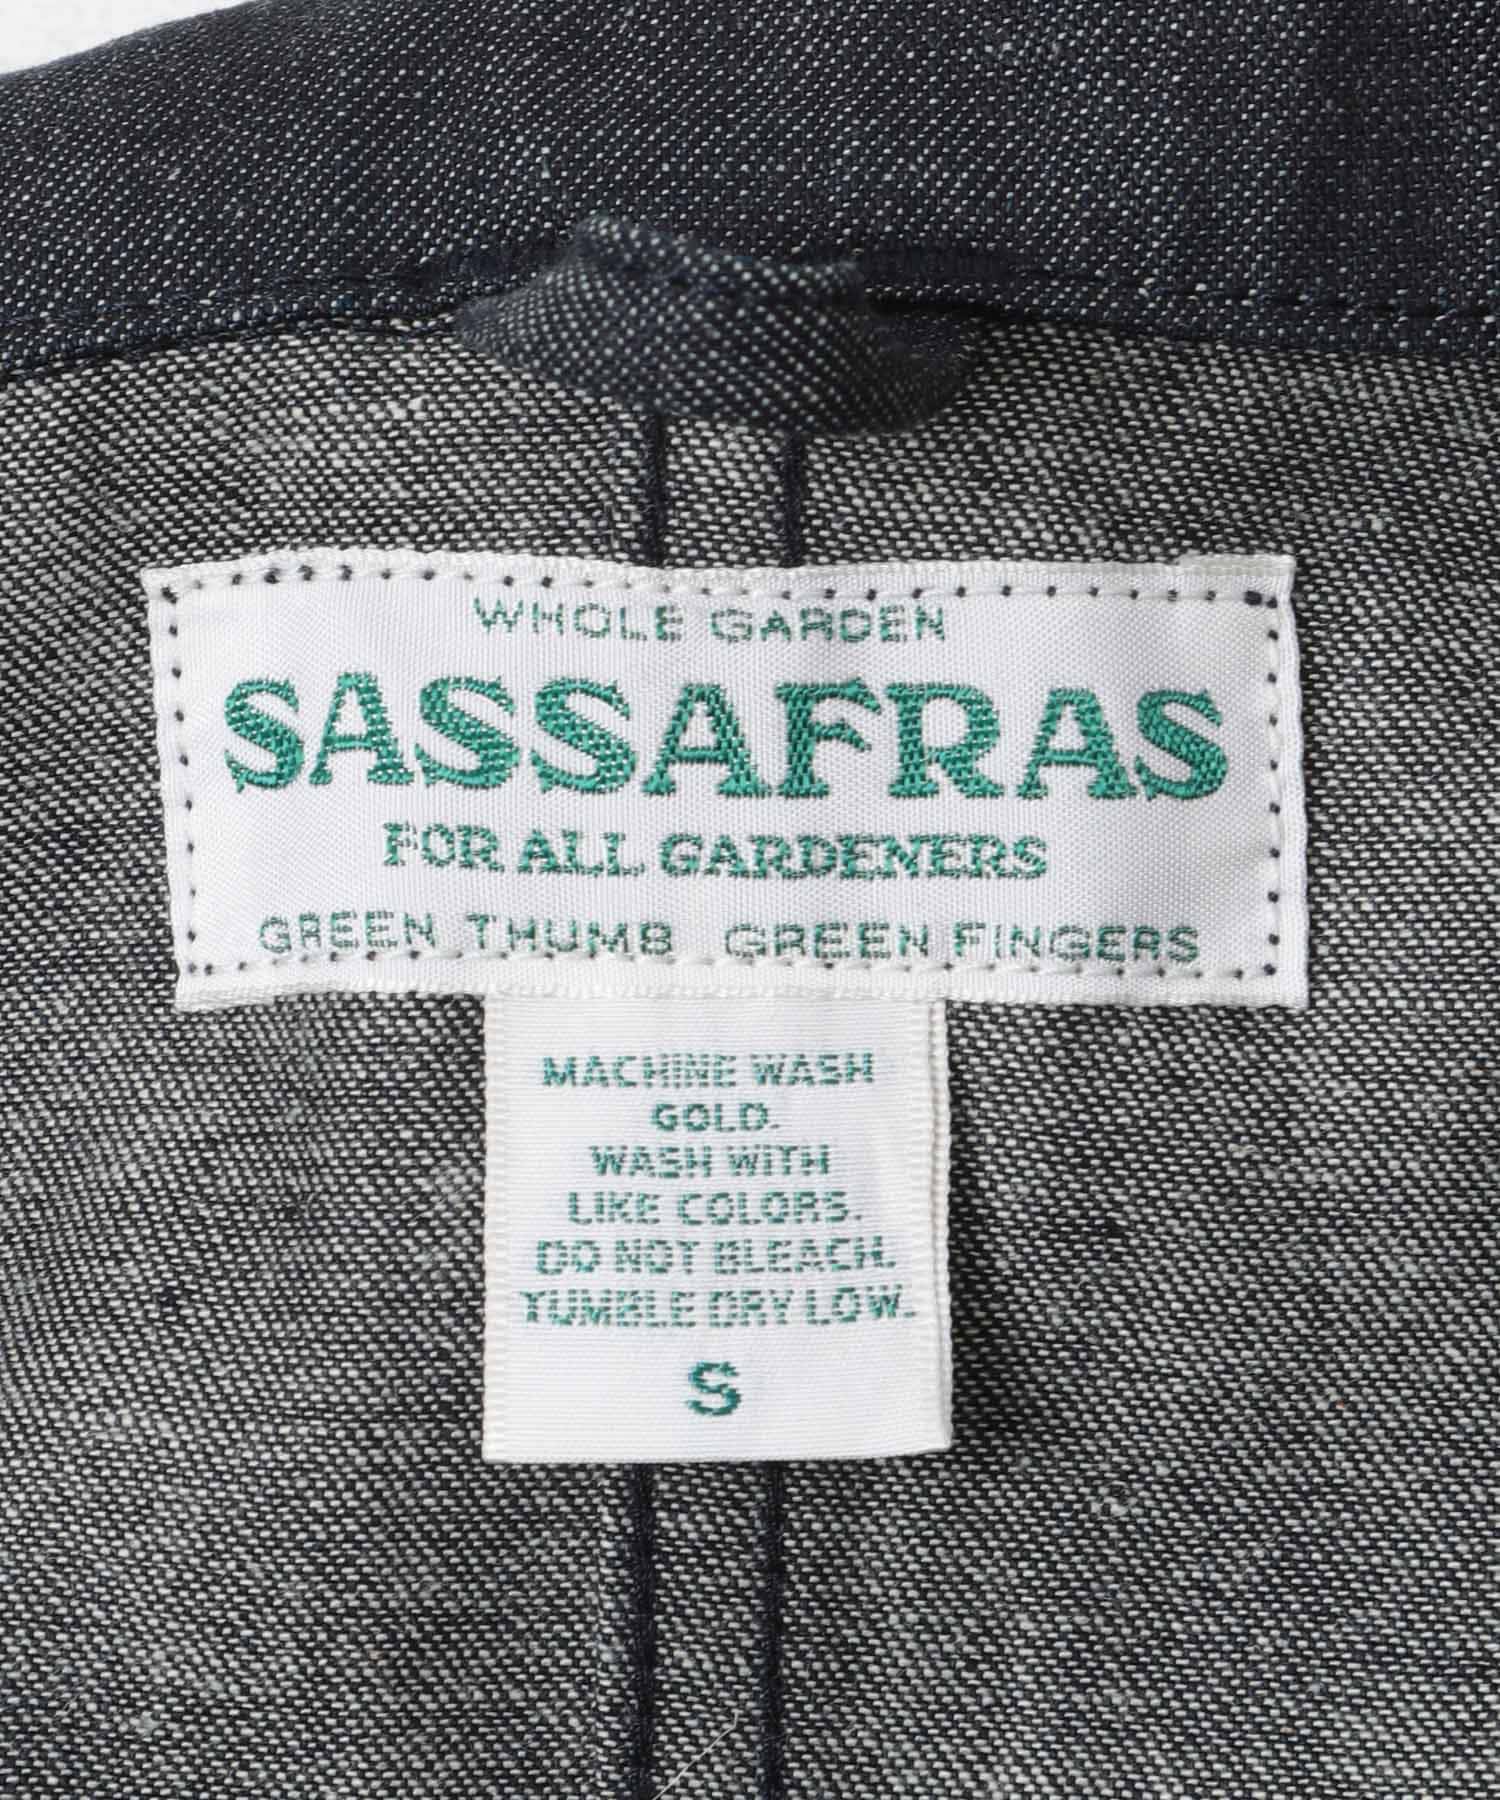 WHOLE GARDEN
SASSAFRAS
FOR ALL GARDENERS
GREEN THUMB GREEN FINGERS
MACHINE WASH
GOLD.
WASH WITH
LIKE COLORS.
DO NOT BLEACH.
TUMBLE DRY LOW.
S